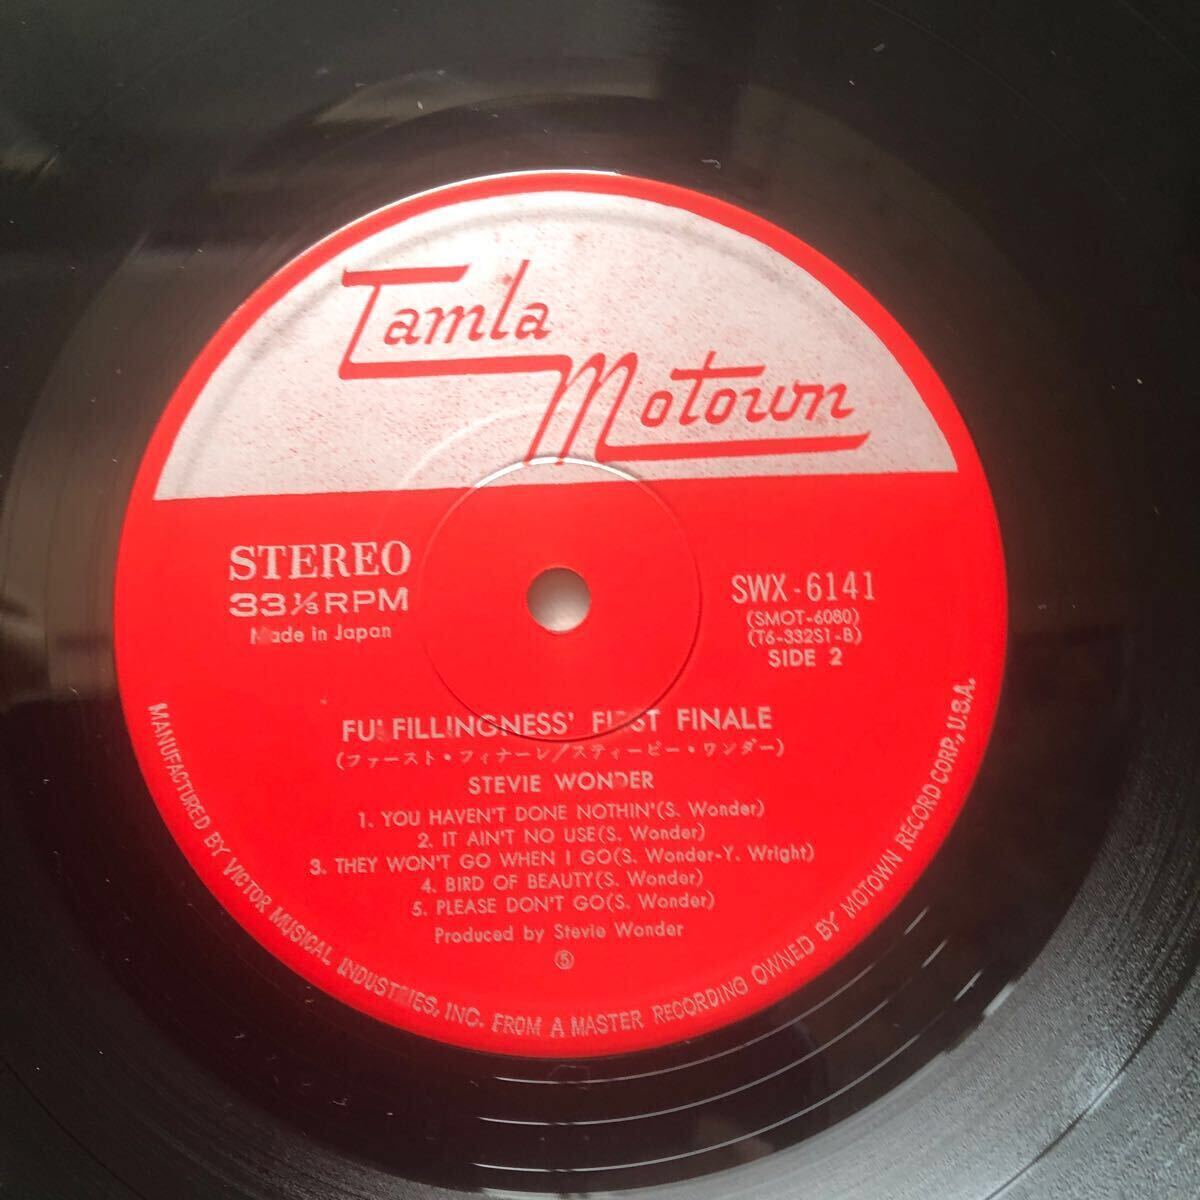 Tamla
Motown
STEREO
33⅓ RPM
Made in Japan
SWX-6141
(SMOT-6080)
(T6-332S1-B)
SIDE 2
FULFILLINGNESS' FIRST FINALE
(ファースト・フィナーレ/スティービー・ワンダー)
STEVIE WONDER
1. YOU HAVEN'T DONE NOTHIN'(S. Wonder)
2. IT AIN'T NO USE(S. Wonder)
3. THEY WON'T GO WHEN I GO(S. Wonder-Y. Wright)
4. BIRD OF BEAUTY(S. Wonder)
5. PLEASE DON'T GO(S. Wonder)
Produced by Stevie Wonder
⑤
MANUFACTURED BY VICTOR MUSICAL INDUSTRIES, INC. FROM A MASTER RECORDING OWNED BY MOTOWN RECORD CORP., U.S.A.